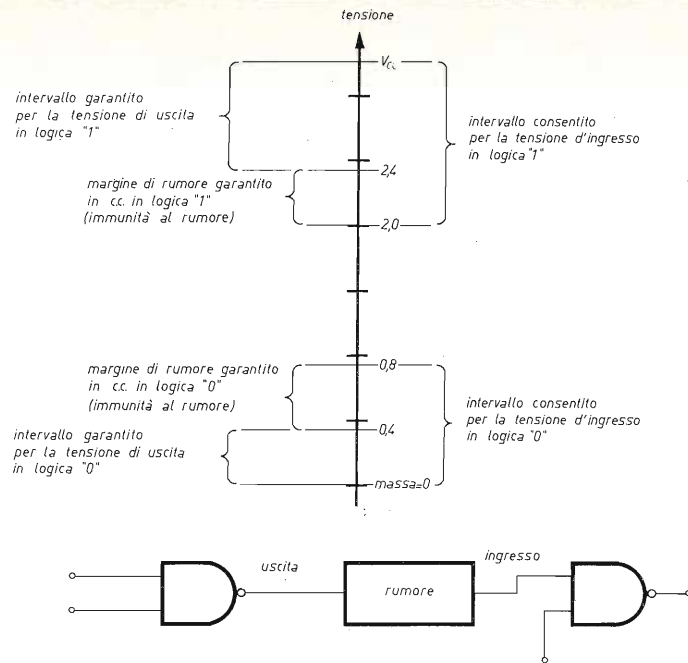 tensione
Vcc
intervallo garantito
per la tensione di uscita
in logica "1"
intervallo consentito
per la tensione d'ingresso
in logica "1"
2,4
margine di rumore garantito
in c.c. in logica "1"
(immunità al rumore)
2,0
margine di rumore garantito
in c.c. in logica "0"
(immunità al rumore)
0,8
intervallo consentito
per la tensione d'ingresso
in logica "0"
intervallo garantito
per la tensione di uscita
in logica "0"
0,4
massa=0
uscita
rumore
ingresso